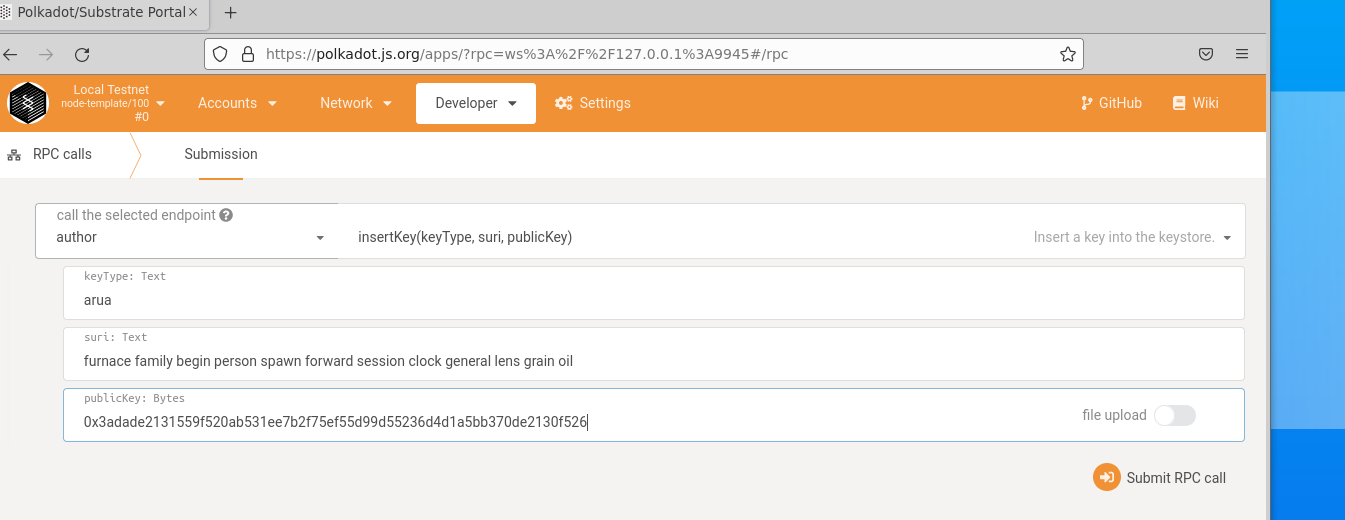 Polkadot/Substrate Portal
https://polkadot.js.org/apps/?rpc=ws%3A%2F%2F127.0.0.1%3A9945#/rpc
Local Testnet
node-template/100
#0
Accounts
Network
Developer
Settings
GitHub
Wiki
RPC calls
Submission
call the selected endpoint
author
insertKey(keyType, suri, publicKey)
Insert a key into the keystore.
keyType: Text
arua
suri: Text
furnace family begin person spawn forward session clock general lens grain oil
publicKey: Bytes
0x3adade2131559f520ab531ee7b2f75ef55d99d55236d4d1a5bb370de2130f526
file upload
Submit RPC call